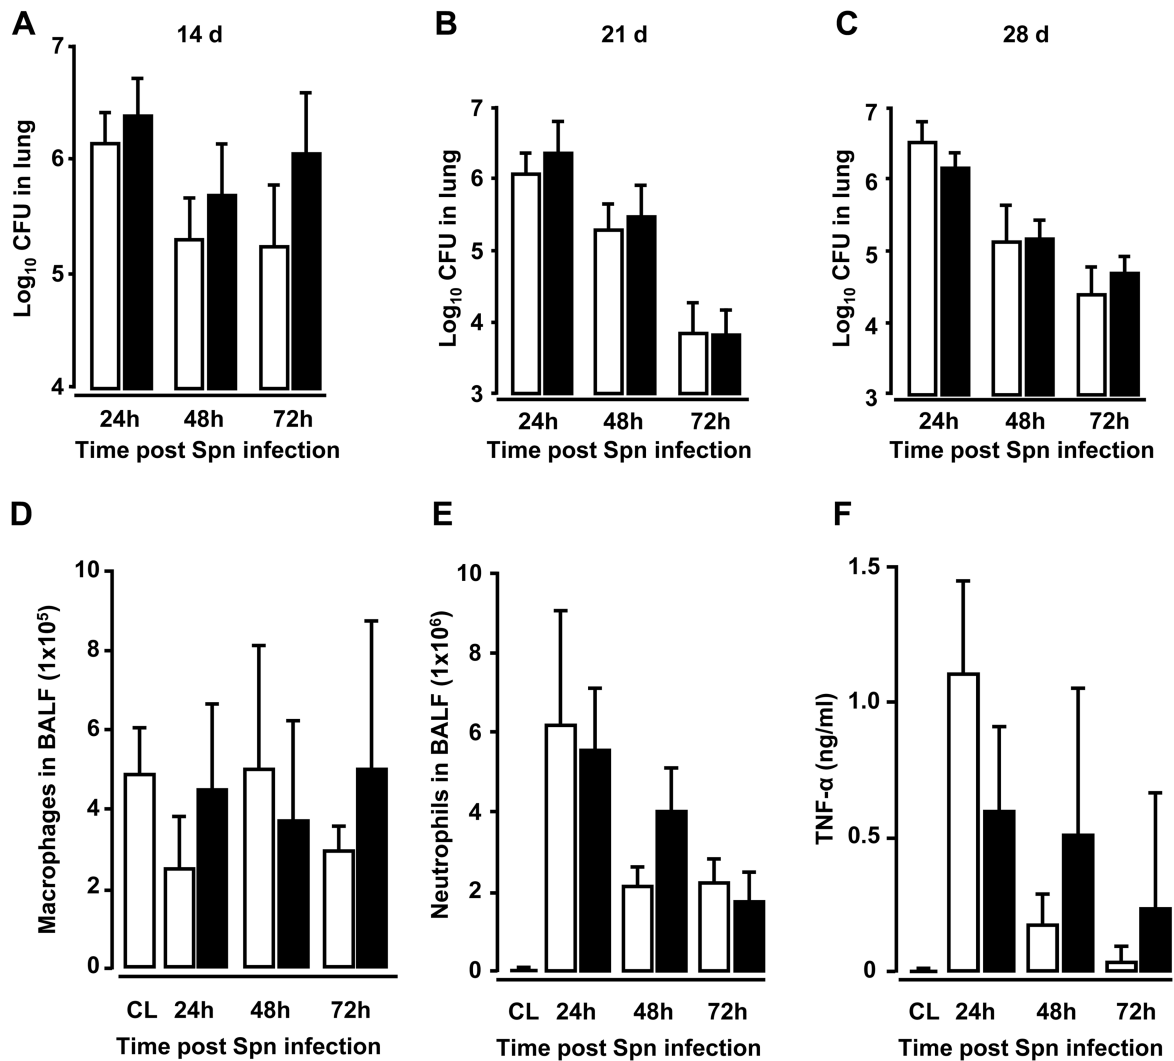 A
14 d
7
6
5
4
Log10 CFU in lung
24h 48h 72h
Time post Spn infection
B
21 d
7
6
5
4
3
Log10 CFU in lung
24h 48h 72h
Time post Spn infection
C
28 d
7
6
5
4
3
Log10 CFU in lung
24h 48h 72h
Time post Spn infection
D
10
8
6
4
2
0
Macrophages in BALF (1x10⁵)
CL 24h 48h 72h
Time post Spn infection
E
10
8
6
4
2
0
Neutrophils in BALF (1x10⁶)
CL 24h 48h 72h
Time post Spn infection
F
1.5
1.0
0.5
0
TNF-α (ng/ml)
CL 24h 48h 72h
Time post Spn infection